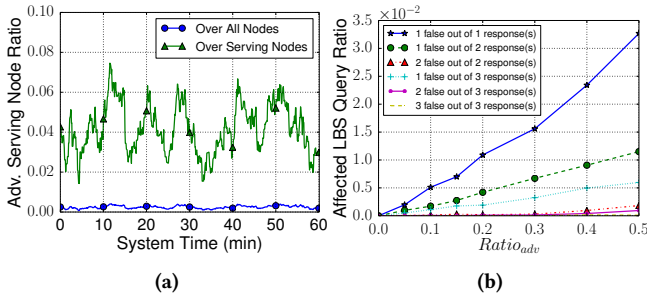 Adv. Serving Node Ratio
0.10
0.08
0.06
0.04
0.02
0.00
Over All Nodes
Over Serving Nodes
0 10 20 30 40 50 60
System Time (min)
(a)
Affected LBS Query Ratio
3.5 1e−2
3.0
2.5
2.0
1.5
1.0
0.5
0.0
1 false out of 1 response(s)
1 false out of 2 response(s)
2 false out of 2 response(s)
1 false out of 3 response(s)
2 false out of 3 response(s)
3 false out of 3 response(s)
0.0 0.1 0.2 0.3 0.4 0.5
Ratio_adv
(b)